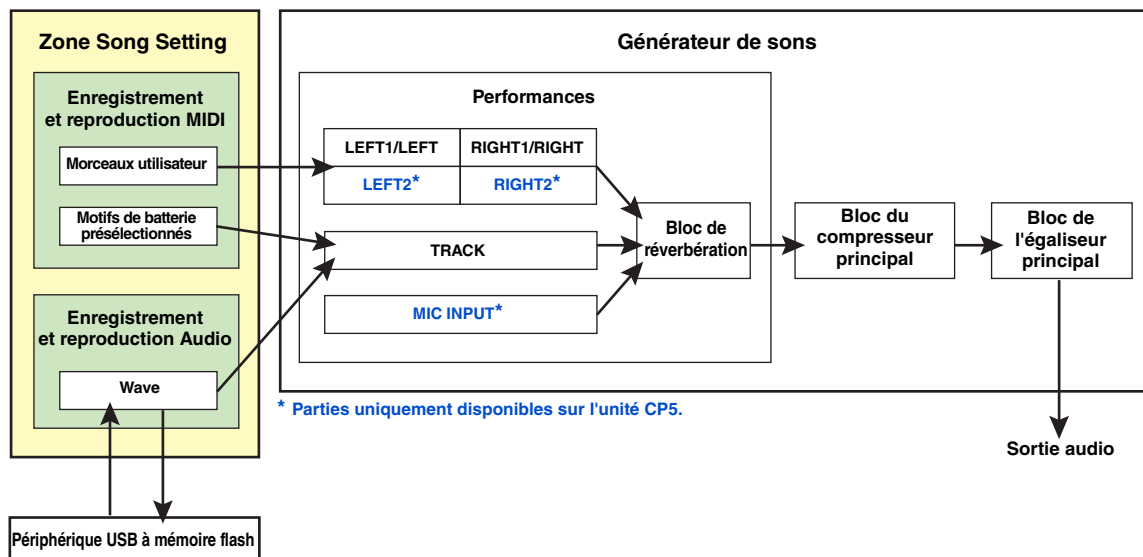 Zone Song Setting
Enregistrement
et reproduction MIDI
Morceaux utilisateur
Motifs de batterie
présélectionnés
Enregistrement
et reproduction Audio
Wave
Périphérique USB à mémoire flash
Générateur de sons
Performances
LEFT1/LEFT
RIGHT1/RIGHT
LEFT2*
RIGHT2*
TRACK
MIC INPUT*
Bloc de
réverbération
Bloc du
compresseur
principal
Bloc de
l'égaliseur
principal
* Parties uniquement disponibles sur l'unité CP5.
Sortie audio